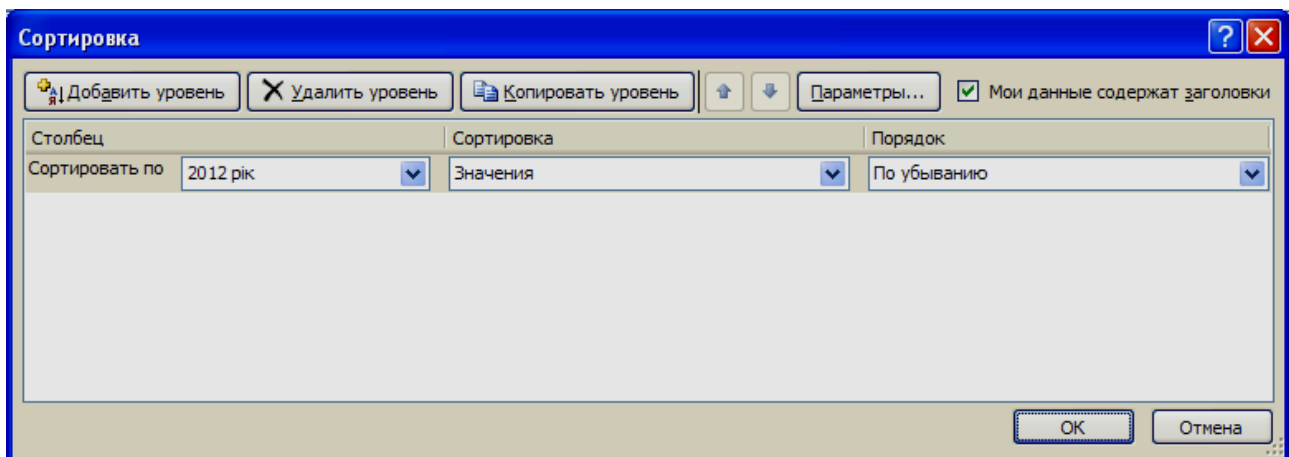 Сортировка
Добавить уровень Удалить уровень Копировать уровень Параметры... Мои данные содержат заголовки
Столбец Сортировка Порядок
Сортировать по 2012 рік Значения По убыванию
ОК Отмена